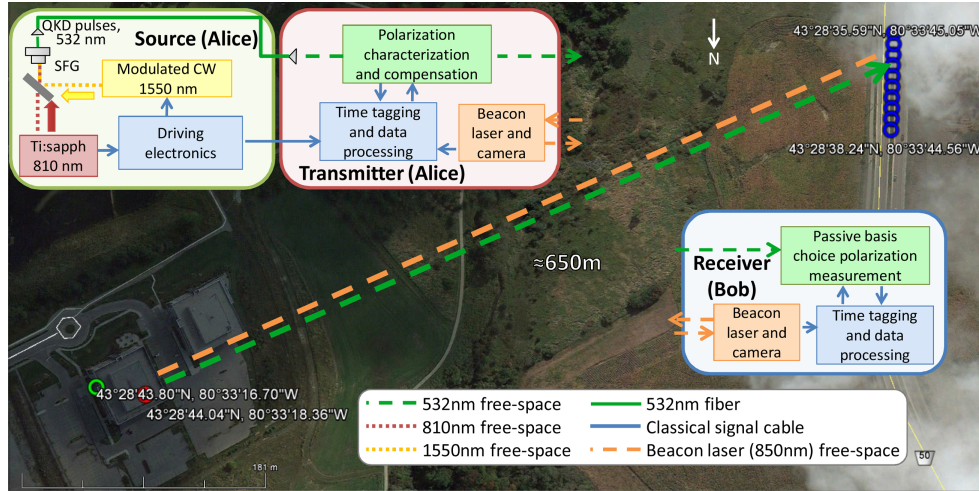 QKD pulses,
532 nm
Source (Alice)
SFG
Modulated CW
1550 nm
Ti:sapph
810 nm
Driving
electronics
Polarization
characterization
and compensation
Time tagging
and data
processing
Beacon
laser and
camera
Transmitter (Alice)
N
43°28'35.59"N, 80°33'45.05"W
43°28'38.24"N, 80°33'44.56"W
≈650m
Receiver
(Bob)
Passive basis
choice polarization
measurement
Beacon
laser and
camera
Time tagging
and data
processing
43°28'43.80"N, 80°33'16.70"W
43°28'44.04"N, 80°33'18.36"W
532nm free-space
532nm fiber
810nm free-space
Classical signal cable
1550nm free-space
Beacon laser (850nm) free-space
181 m
50